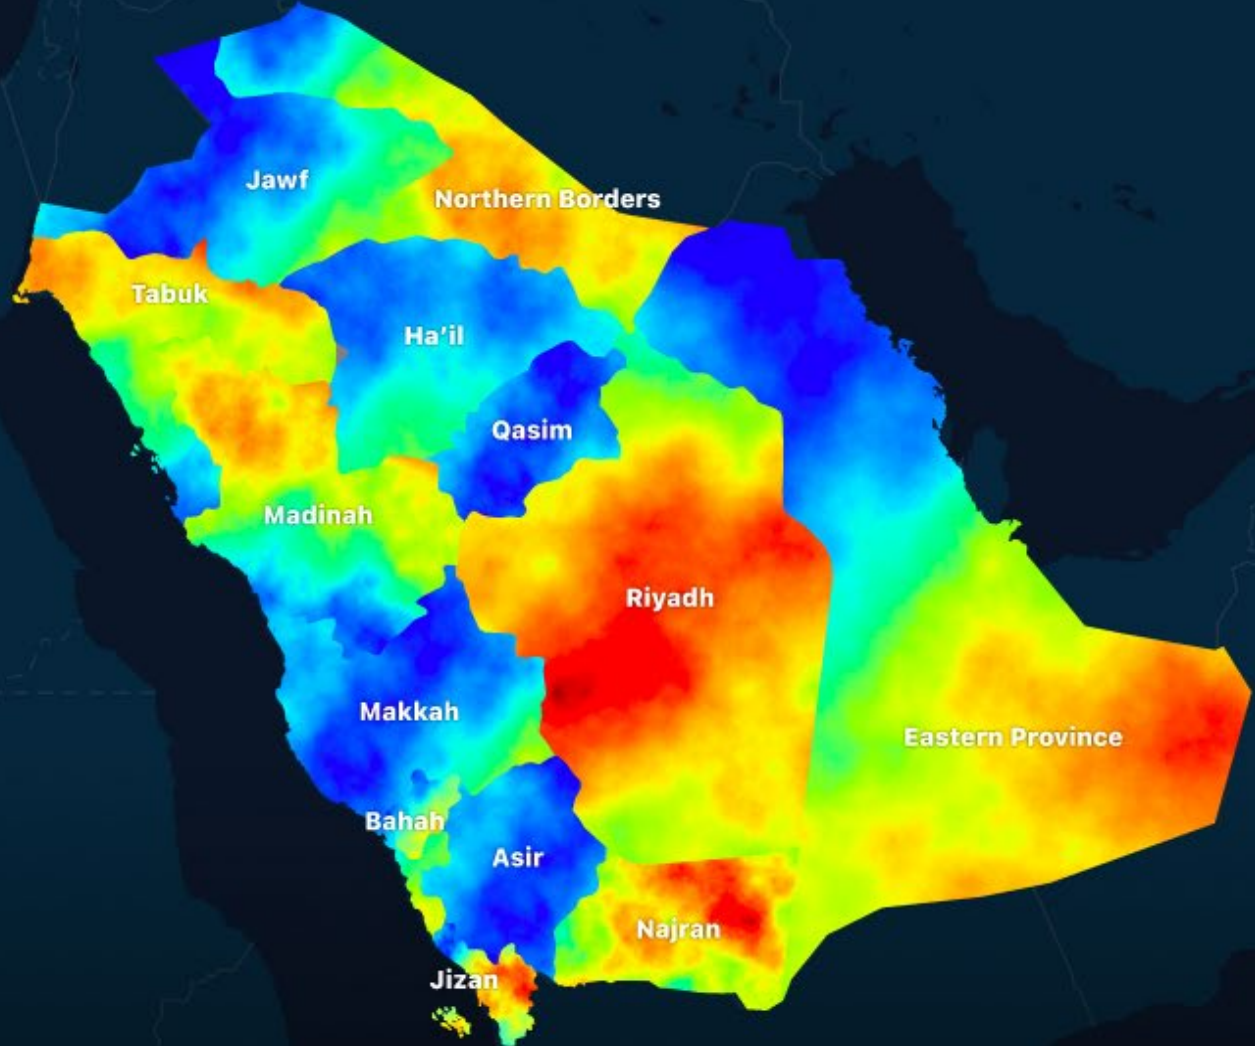 Jawf
Northern Borders
Tabuk
Ha’il
Qasim
Madinah
Riyadh
Makkah
Eastern Province
Bahah
Asir
Najran
Jizan